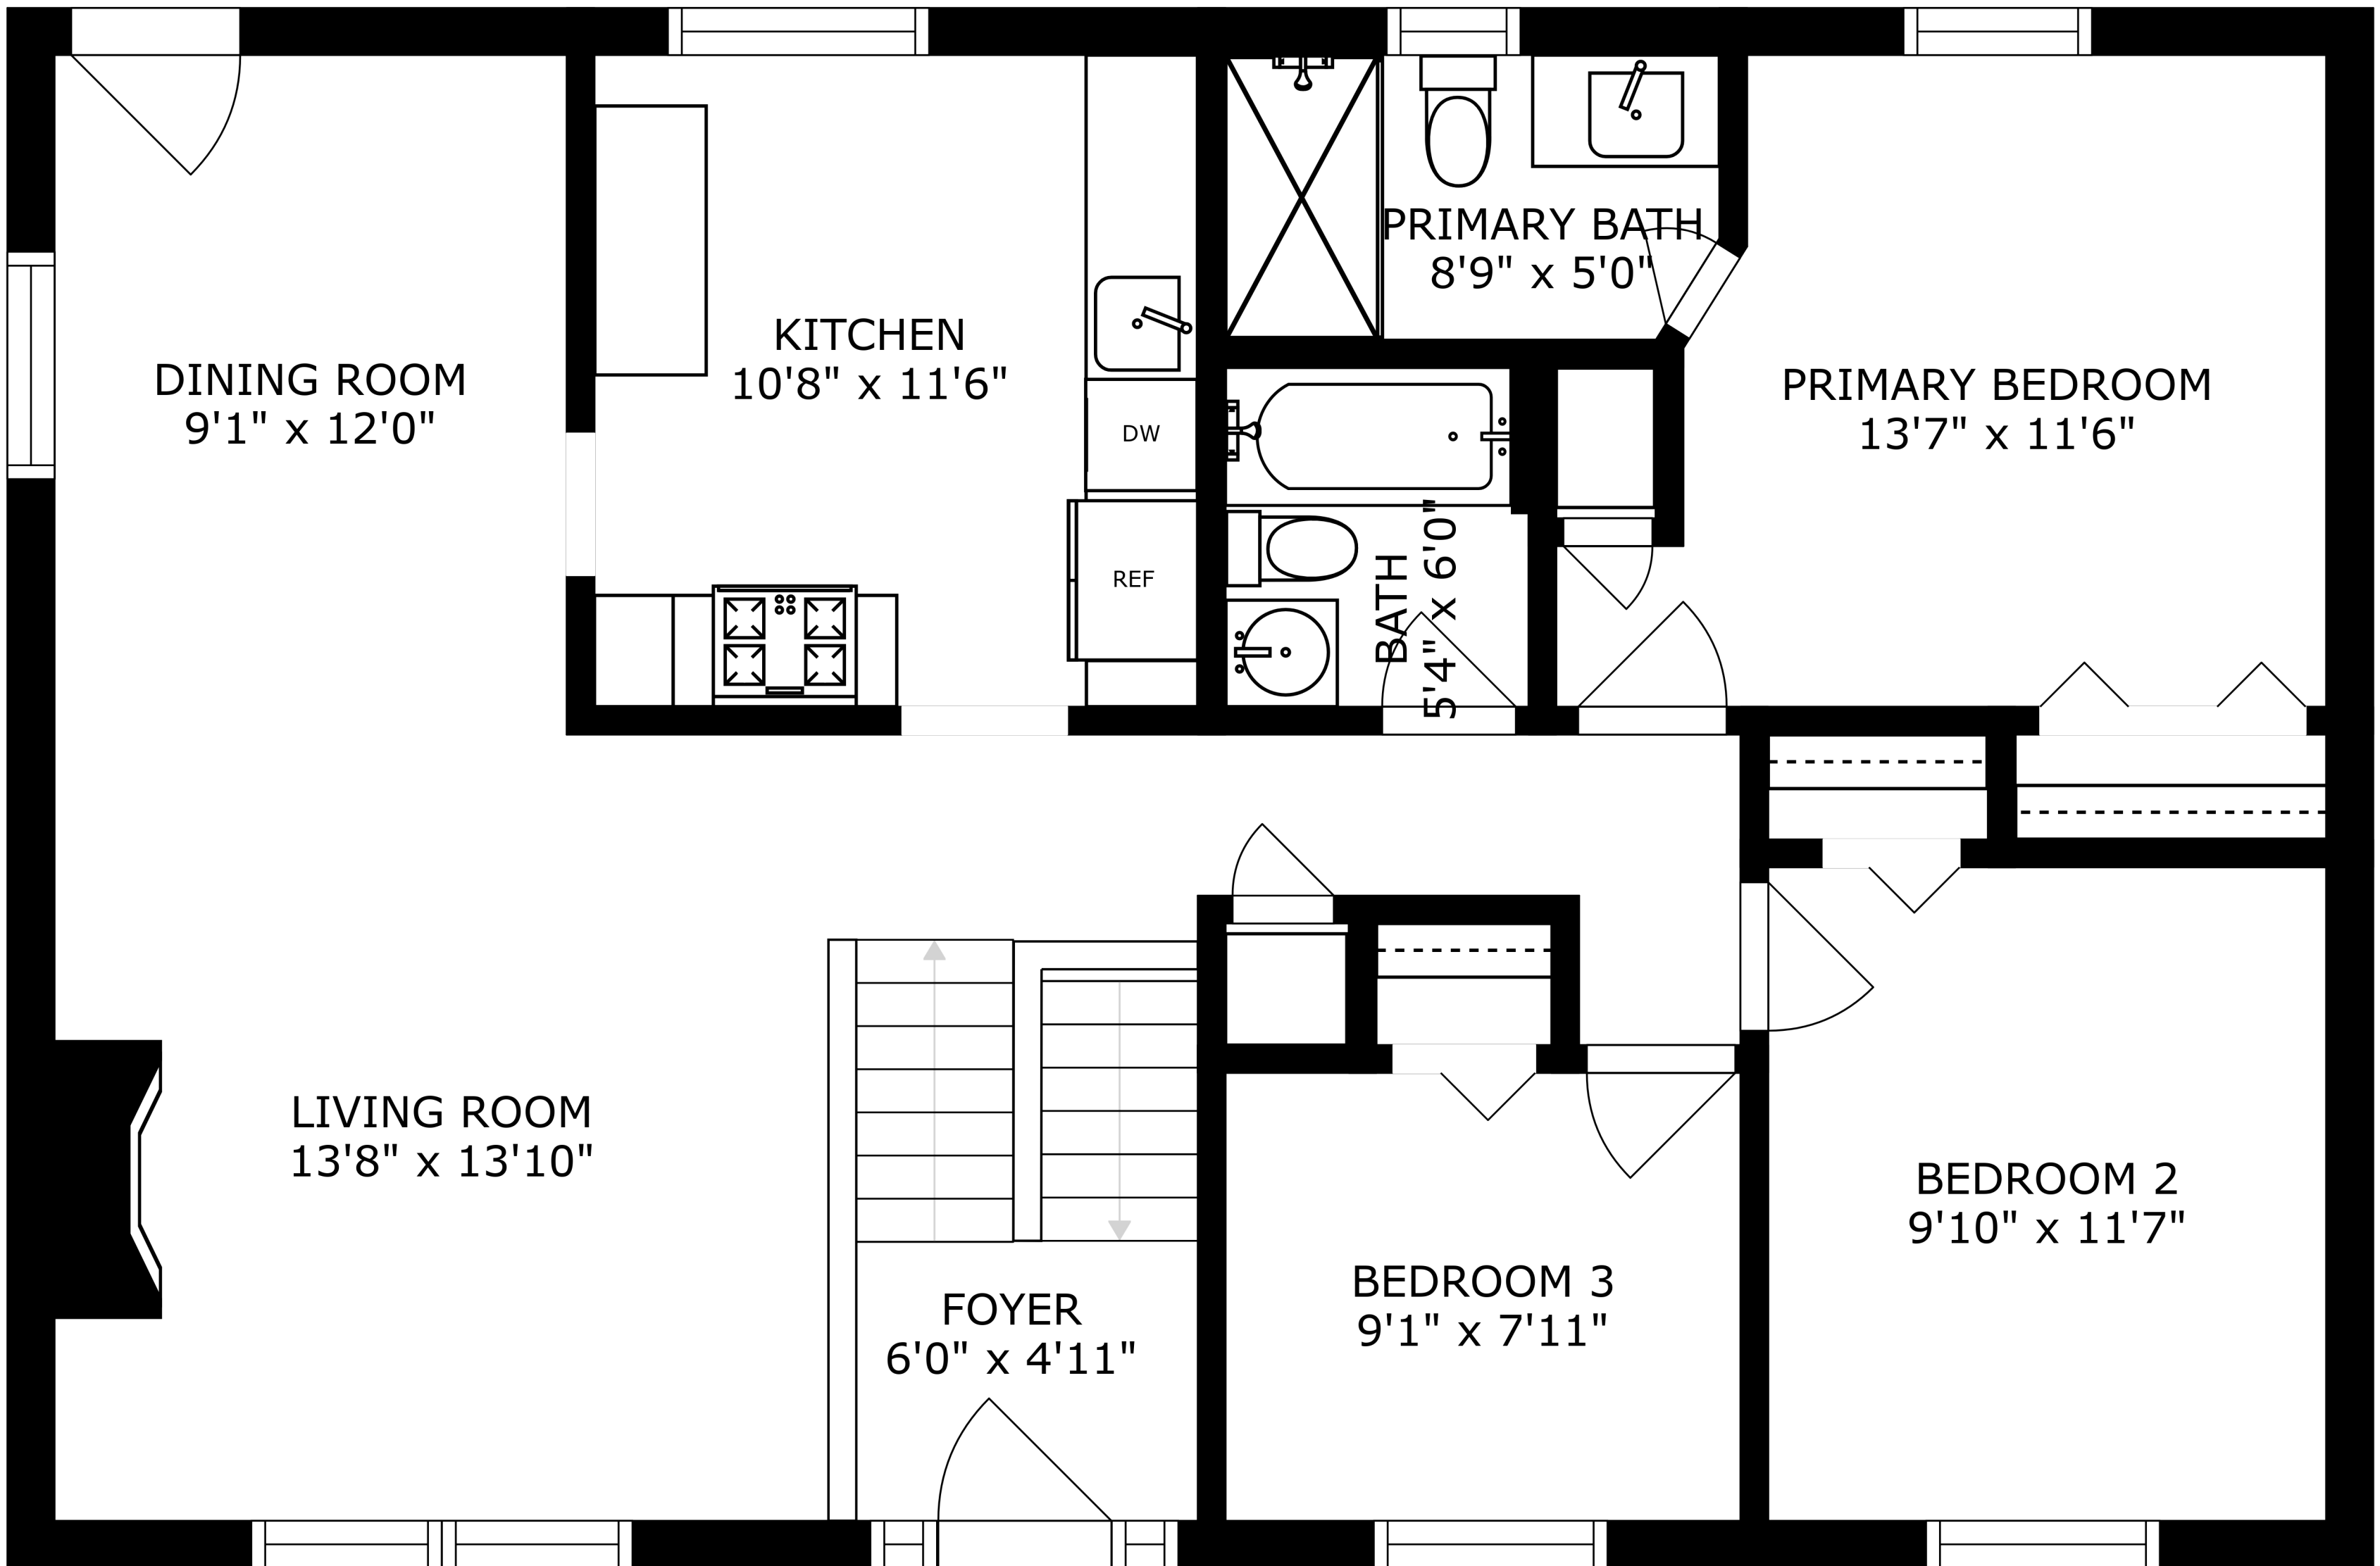 DINING ROOM
9'1" x 12'0"
KITCHEN
10'8" x 11'6"
DW
REF
PRIMARY BATH
8'9" x 5'0"
BATH
5'4" x 6'0"
PRIMARY BEDROOM
13'7" x 11'6"
LIVING ROOM
13'8" x 13'10"
FOYER
6'0" x 4'11"
BEDROOM 3
9'1" x 7'11"
BEDROOM 2
9'10" x 11'7"